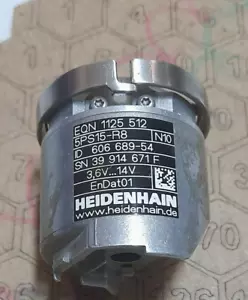 EQN 1125 512
5PS15-R8 N10
ID 606 689-54
SN 39 914 671 F
3,6V...14V
EnDat01
HEIDENHAIN
www.heidenhain.de